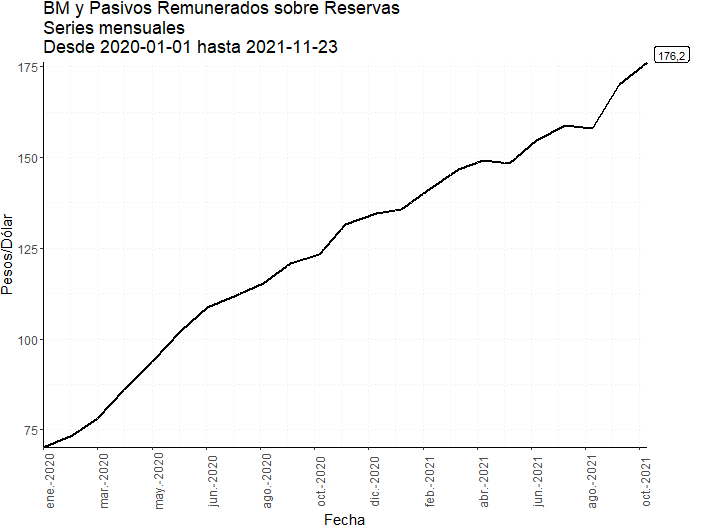 BM y Pasivos Remunerados sobre Reservas
Series mensuales
Desde 2020-01-01 hasta 2021-11-23
176,2
175
150
125
100
75
Pesos/Dólar
ene.-2020
mar.-2020
may.-2020
jun.-2020
ago.-2020
oct.-2020
dic.-2020
feb.-2021
abr.-2021
jun.-2021
ago.-2021
oct.-2021
Fecha